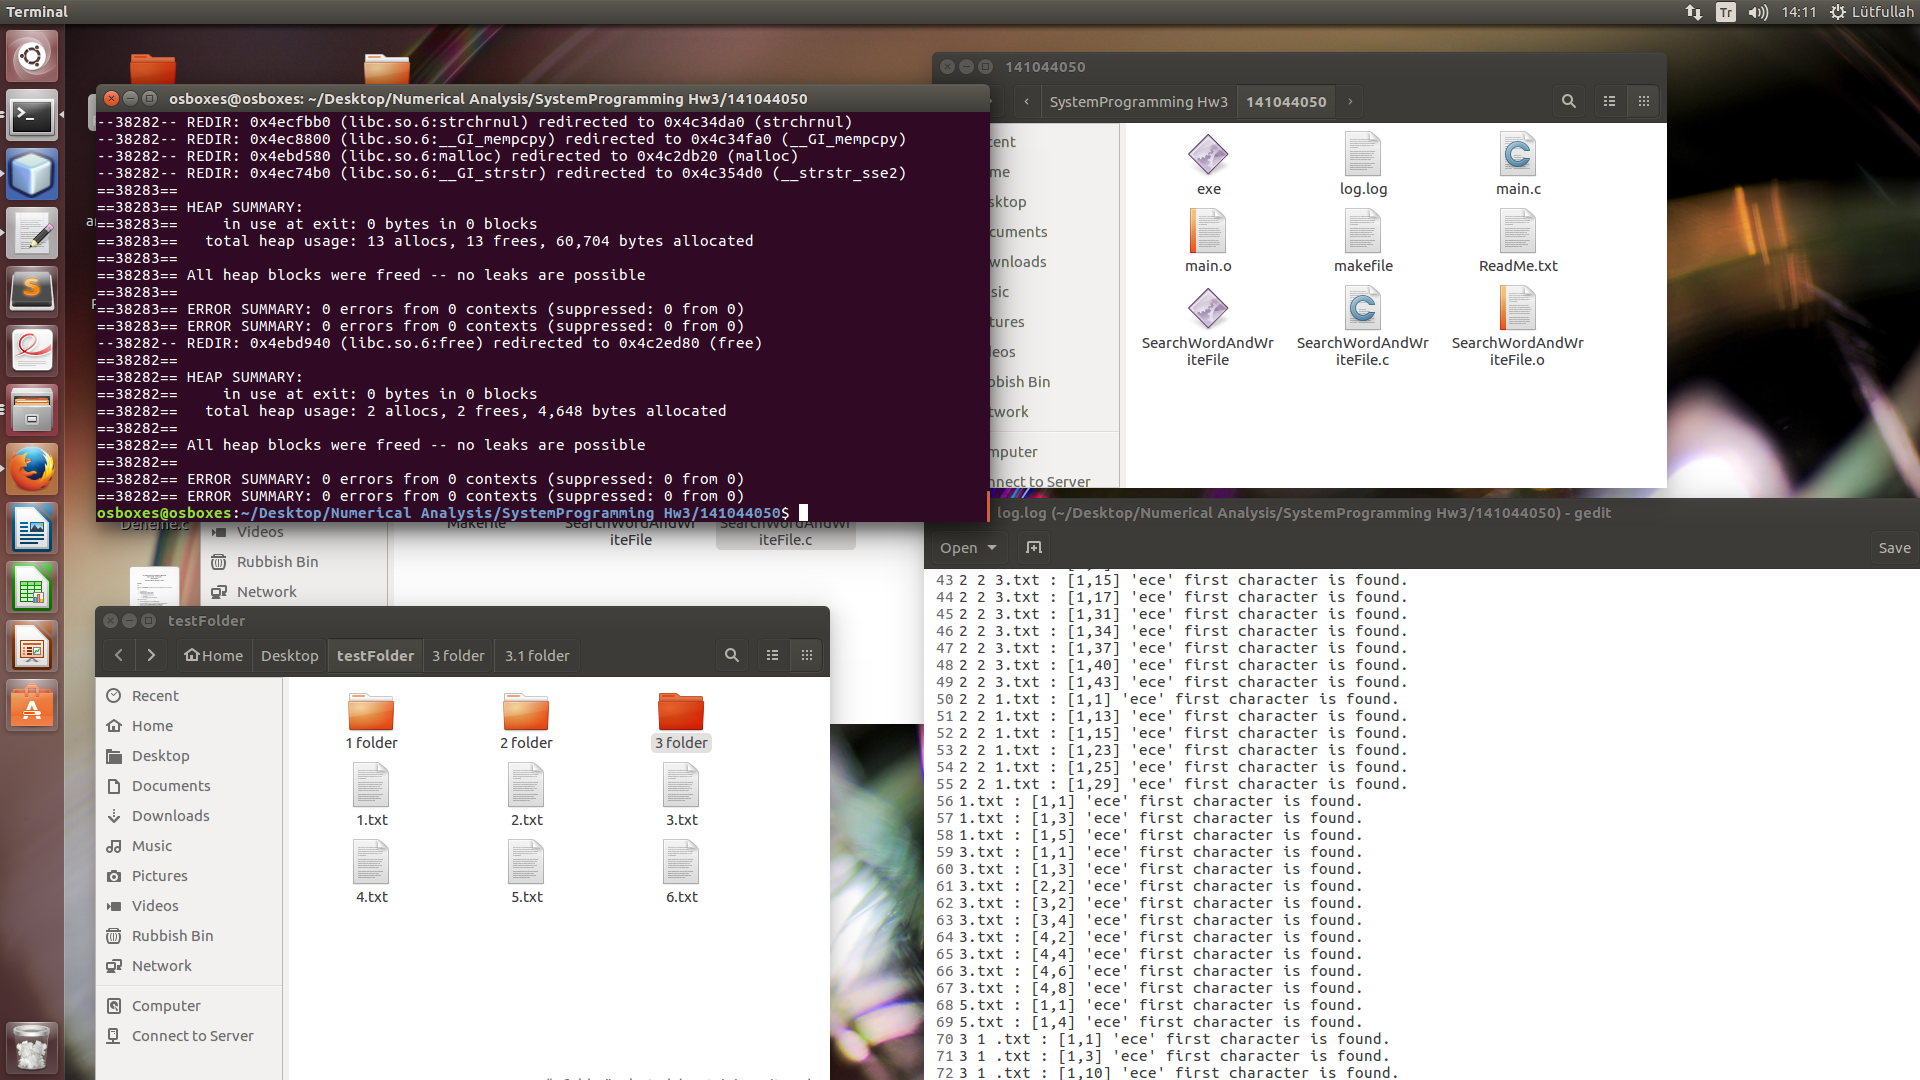 Terminal
Tr
14:11
Lütfullah
osboxes@osboxes: ~/Desktop/Numerical Analysis/SystemProgramming Hw3/141044050
--38282-- REDIR: 0x4ecfbb0 (libc.so.6:strchrnul) redirected to 0x4c34da0 (strchrnul)
--38282-- REDIR: 0x4ec8800 (libc.so.6:__GI_mempcpy) redirected to 0x4c34fa0 (__GI_mempcpy)
--38282-- REDIR: 0x4ebd580 (libc.so.6:malloc) redirected to 0x4c2db20 (malloc)
--38282-- REDIR: 0x4ec74b0 (libc.so.6:__GI_strstr) redirected to 0x4c354d0 (__strstr_sse2)
==38283==
==38283== HEAP SUMMARY:
==38283==     in use at exit: 0 bytes in 0 blocks
==38283==   total heap usage: 13 allocs, 13 frees, 60,704 bytes allocated
==38283==
==38283== All heap blocks were freed -- no leaks are possible
==38283==
==38283== ERROR SUMMARY: 0 errors from 0 contexts (suppressed: 0 from 0)
==38283== ERROR SUMMARY: 0 errors from 0 contexts (suppressed: 0 from 0)
--38282-- REDIR: 0x4ebd940 (libc.so.6:free) redirected to 0x4c2ed80 (free)
==38282==
==38282== HEAP SUMMARY:
==38282==     in use at exit: 0 bytes in 0 blocks
==38282==   total heap usage: 2 allocs, 2 frees, 4,648 bytes allocated
==38282==
==38282== All heap blocks were freed -- no leaks are possible
==38282==
==38282== ERROR SUMMARY: 0 errors from 0 contexts (suppressed: 0 from 0)
==38282== ERROR SUMMARY: 0 errors from 0 contexts (suppressed: 0 from 0)
osboxes@osboxes:~/Desktop/Numerical Analysis/SystemProgramming Hw3/141044050$
141044050
SystemProgramming Hw3
141044050
cent
me
sktop
cuments
wnloads
sic
tures
eos
bbish Bin
twork
mputer
nnect to Server
exe
log.log
main.c
main.o
makefile
ReadMe.txt
SearchWordAndWr
iteFile
SearchWordAndWr
iteFile.c
SearchWordAndWr
iteFile.o
Deneme.c
Videos
Rubbish Bin
Network
Makefile
SearchWordAndWr
iteFile
SearchWordAndWr
iteFile.c
testFolder
Home
Desktop
testFolder
3 folder
3.1 folder
Recent
Home
Desktop
Documents
Downloads
Music
Pictures
Videos
Rubbish Bin
Network
Computer
Connect to Server
1 folder
2 folder
3 folder
1.txt
2.txt
3.txt
4.txt
5.txt
6.txt
log.log (~/Desktop/Numerical Analysis/SystemProgramming Hw3/141044050) - gedit
Open
Save
43 2 2 3.txt : [1,15] 'ece' first character is found.
44 2 2 3.txt : [1,17] 'ece' first character is found.
45 2 2 3.txt : [1,31] 'ece' first character is found.
46 2 2 3.txt : [1,34] 'ece' first character is found.
47 2 2 3.txt : [1,37] 'ece' first character is found.
48 2 2 3.txt : [1,40] 'ece' first character is found.
49 2 2 3.txt : [1,43] 'ece' first character is found.
50 2 2 1.txt : [1,1] 'ece' first character is found.
51 2 2 1.txt : [1,13] 'ece' first character is found.
52 2 2 1.txt : [1,15] 'ece' first character is found.
53 2 2 1.txt : [1,23] 'ece' first character is found.
54 2 2 1.txt : [1,25] 'ece' first character is found.
55 2 2 1.txt : [1,29] 'ece' first character is found.
56 1.txt : [1,1] 'ece' first character is found.
57 1.txt : [1,3] 'ece' first character is found.
58 1.txt : [1,5] 'ece' first character is found.
59 3.txt : [1,1] 'ece' first character is found.
60 3.txt : [1,3] 'ece' first character is found.
61 3.txt : [2,2] 'ece' first character is found.
62 3.txt : [3,2] 'ece' first character is found.
63 3.txt : [3,4] 'ece' first character is found.
64 3.txt : [4,2] 'ece' first character is found.
65 3.txt : [4,4] 'ece' first character is found.
66 3.txt : [4,6] 'ece' first character is found.
67 3.txt : [4,8] 'ece' first character is found.
68 5.txt : [1,1] 'ece' first character is found.
69 5.txt : [1,4] 'ece' first character is found.
70 3 1 .txt : [1,1] 'ece' first character is found.
71 3 1 .txt : [1,3] 'ece' first character is found.
72 3 1 .txt : [1,10] 'ece' first character is found.